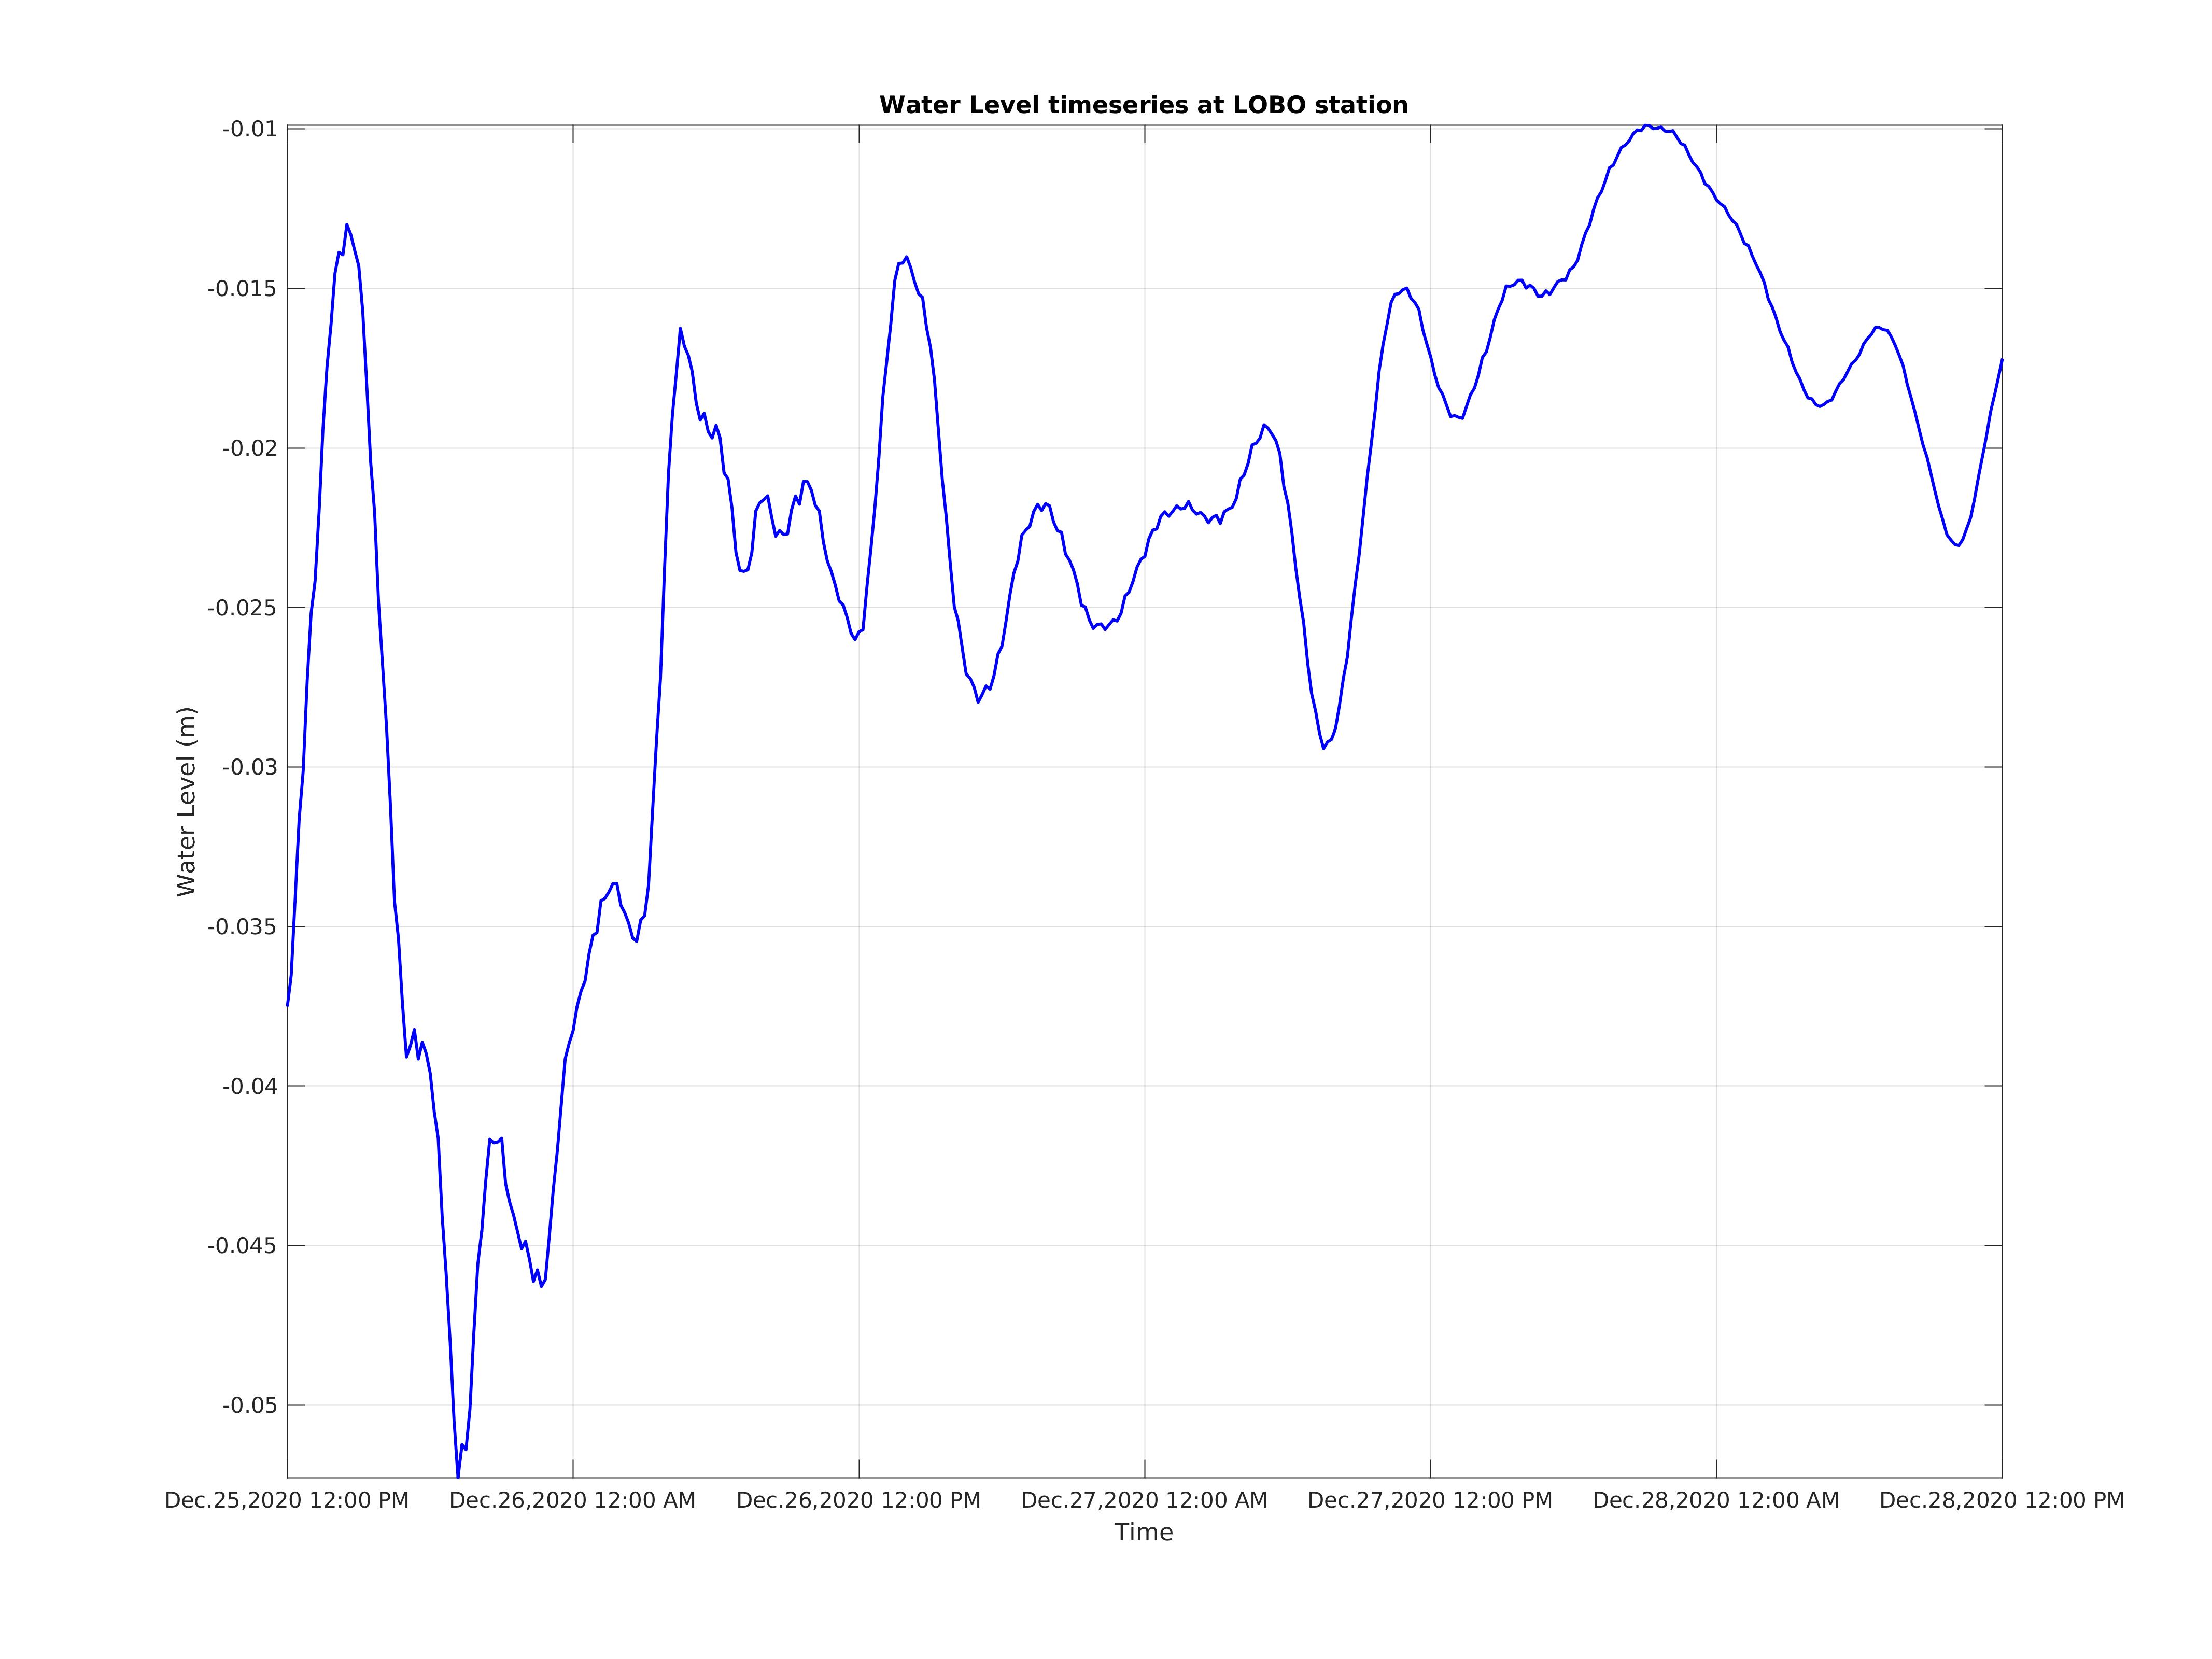 Water Level timeseries at LOBO station
-0.01
-0.015
-0.02
-0.025
-0.03
-0.035
-0.04
-0.045
-0.05
Water Level (m)
Dec.25,2020 12:00 PM
Dec.26,2020 12:00 AM
Dec.26,2020 12:00 PM
Dec.27,2020 12:00 AM
Dec.27,2020 12:00 PM
Dec.28,2020 12:00 AM
Dec.28,2020 12:00 PM
Time